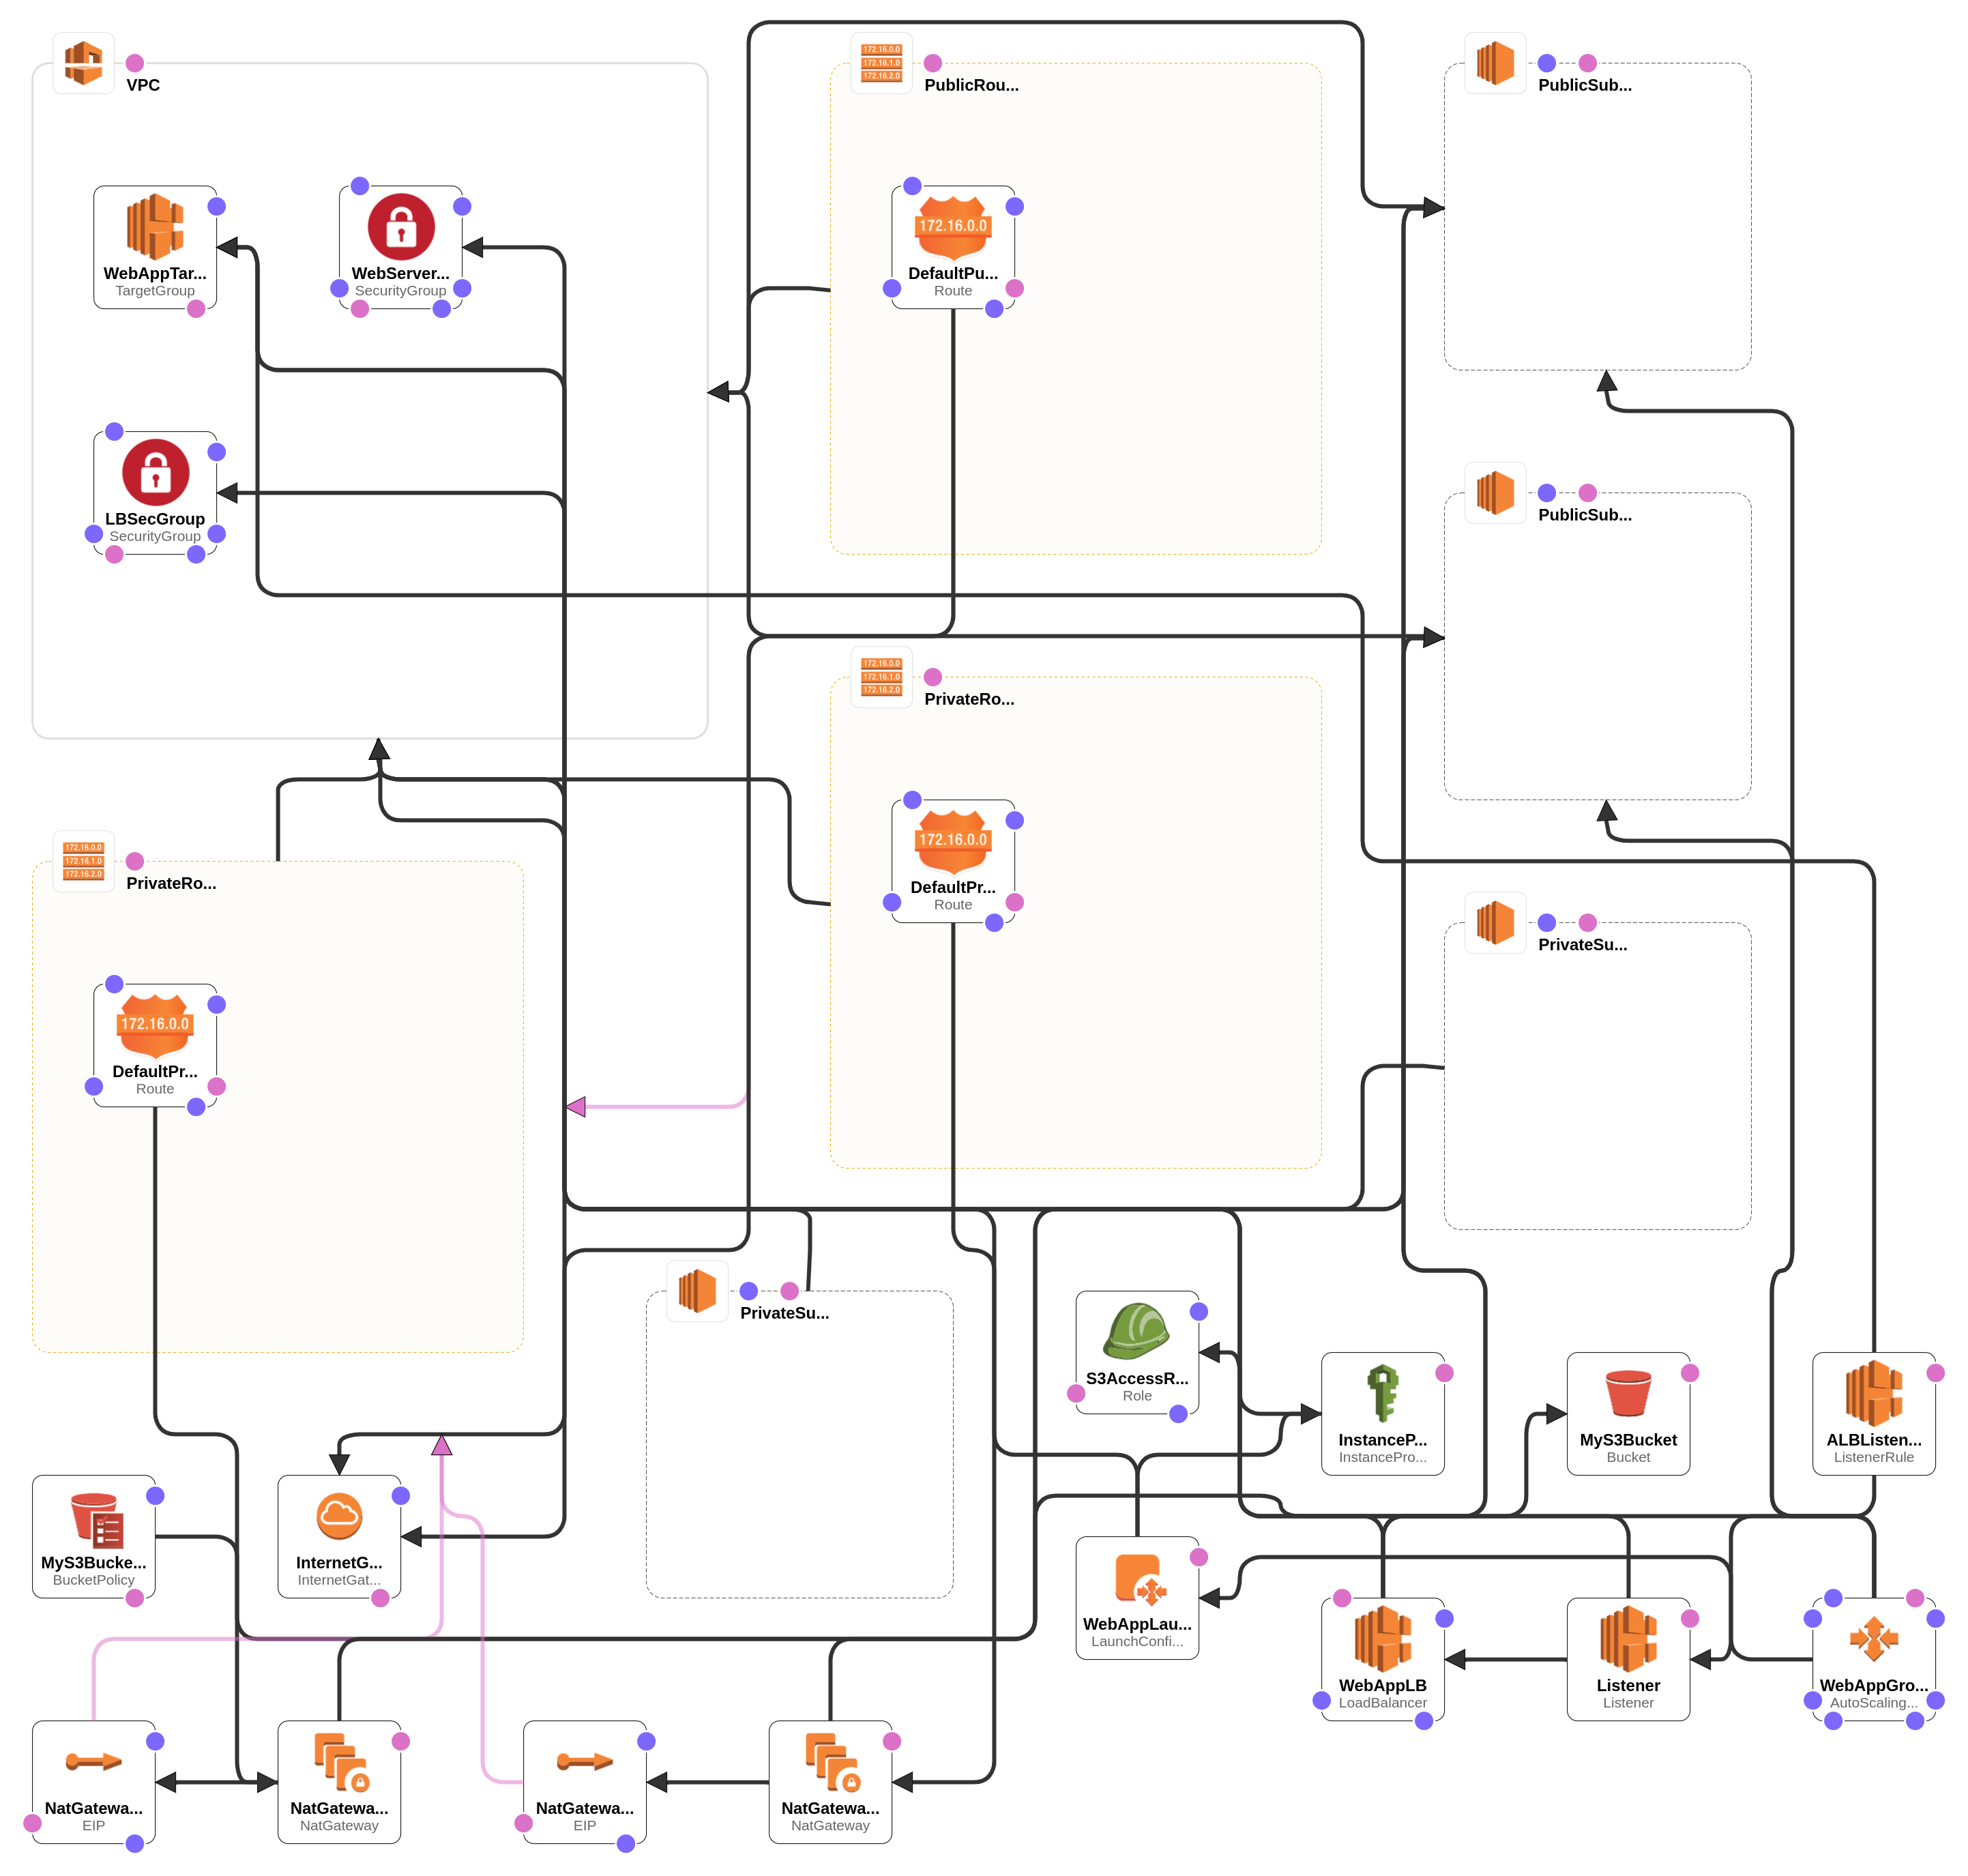 VPC
172.16.0.0
172.16.1.0
172.16.2.0
PublicRou...
PublicSub...
WebAppTar...
TargetGroup
WebServer...
SecurityGroup
172.16.0.0
DefaultPu...
Route
LBSecGroup
SecurityGroup
PublicSub...
172.16.0.0
172.16.1.0
172.16.2.0
PrivateRo...
172.16.0.0
DefaultPr...
Route
172.16.0.0
172.16.1.0
172.16.2.0
PrivateRo...
PrivateSu...
172.16.0.0
DefaultPr...
Route
PrivateSu...
S3AccessR...
Role
InstanceP...
InstancePro...
MyS3Bucket
Bucket
ALBListen...
ListenerRule
MyS3Bucke...
BucketPolicy
InternetG...
InternetGat...
WebAppLau...
LaunchConfi...
WebAppLB
LoadBalancer
Listener
Listener
WebAppGro...
AutoScaling...
NatGatewa...
EIP
NatGatewa...
NatGateway
NatGatewa...
EIP
NatGatewa...
NatGateway